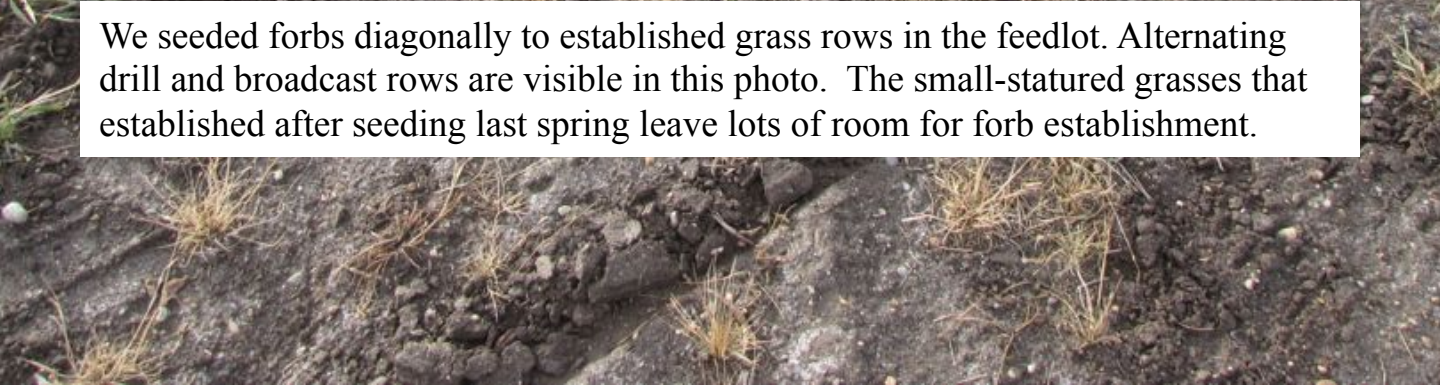 We seeded forbs diagonally to established grass rows in the feedlot. Alternating
drill and broadcast rows are visible in this photo.  The small-statured grasses that
established after seeding last spring leave lots of room for forb establishment.